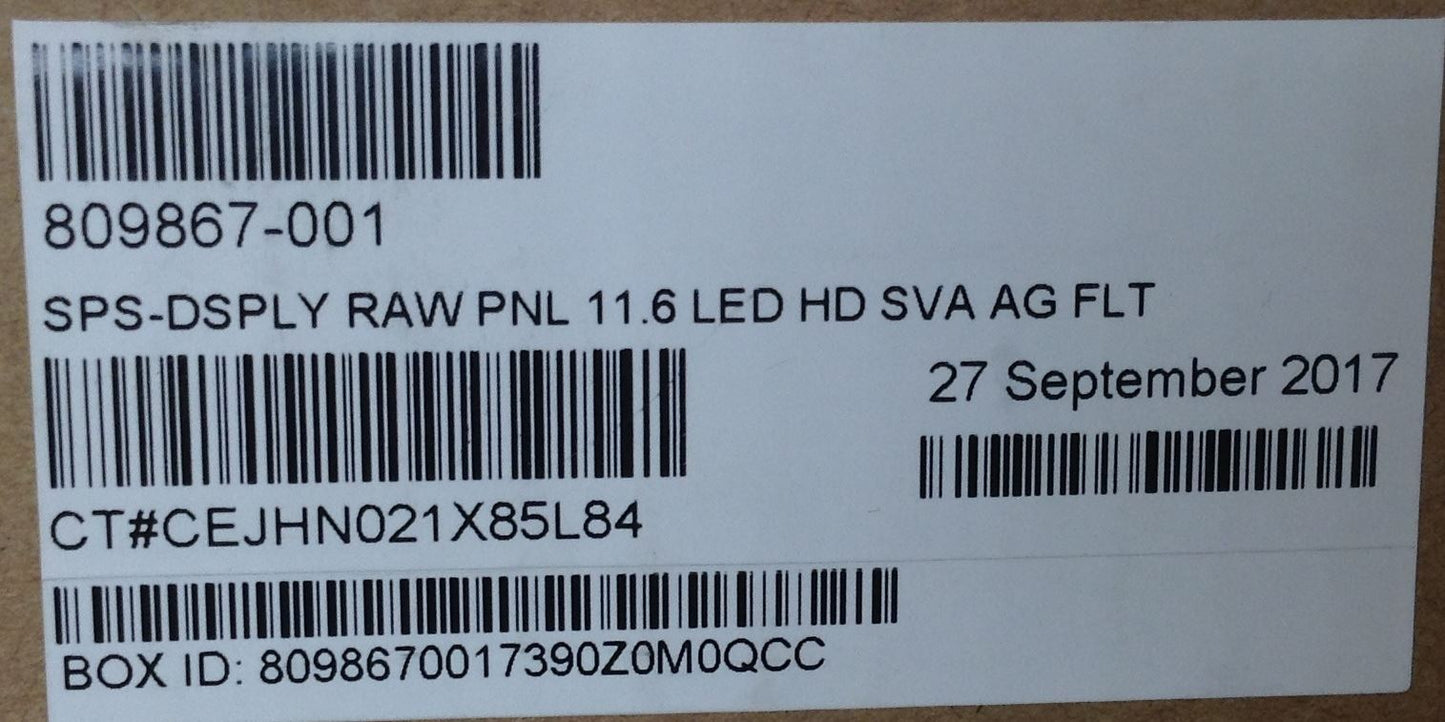 809867-001
SPS-DSPLY RAW PNL 11.6 LED HD SVA AG FLT
27 September 2017
CT#CEJHN021X85L84
BOX ID: 8098670017390Z0M0QCC